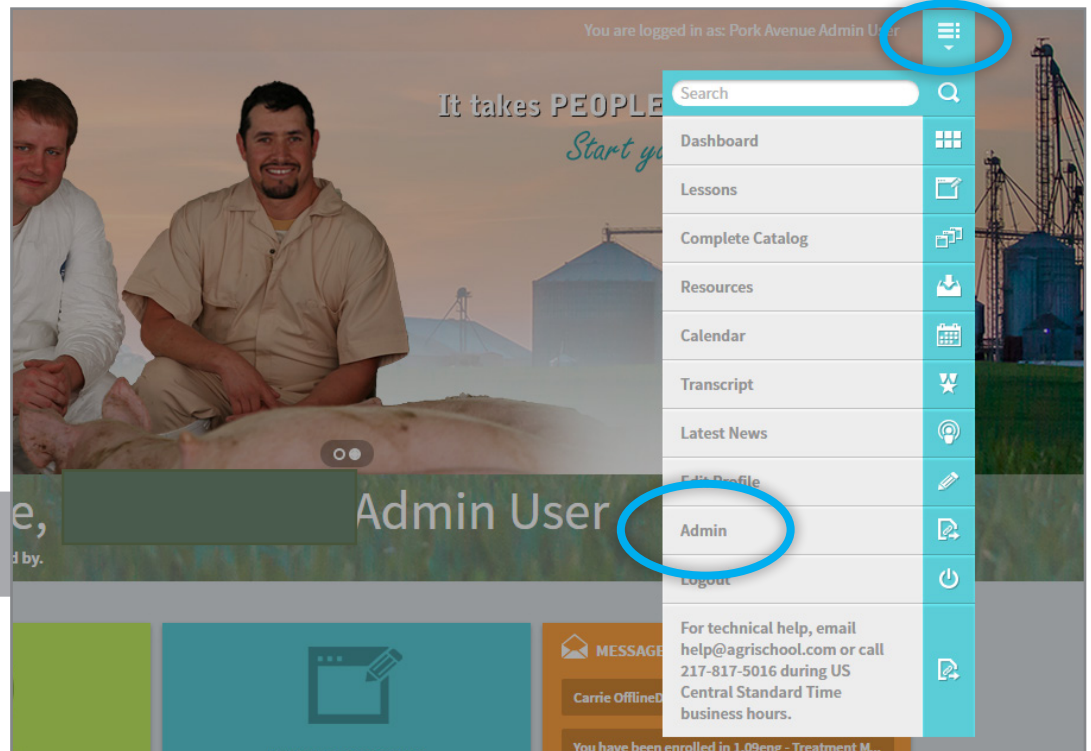 You are logged in as: Pork Avenue Admin User
It takes PEOPLE
Start yo
Search
Dashboard
Lessons
Complete Catalog
Resources
Calendar
Transcript
Latest News
Edit Profile
Admin
Logout
For technical help, email
help@agrischool.com or call
217-817-5016 during US
Central Standard Time
business hours.
e, Admin User
d by.
MESSAGE
Carrie OfflineD
You have been enrolled in 1.09eng - Treatment M...